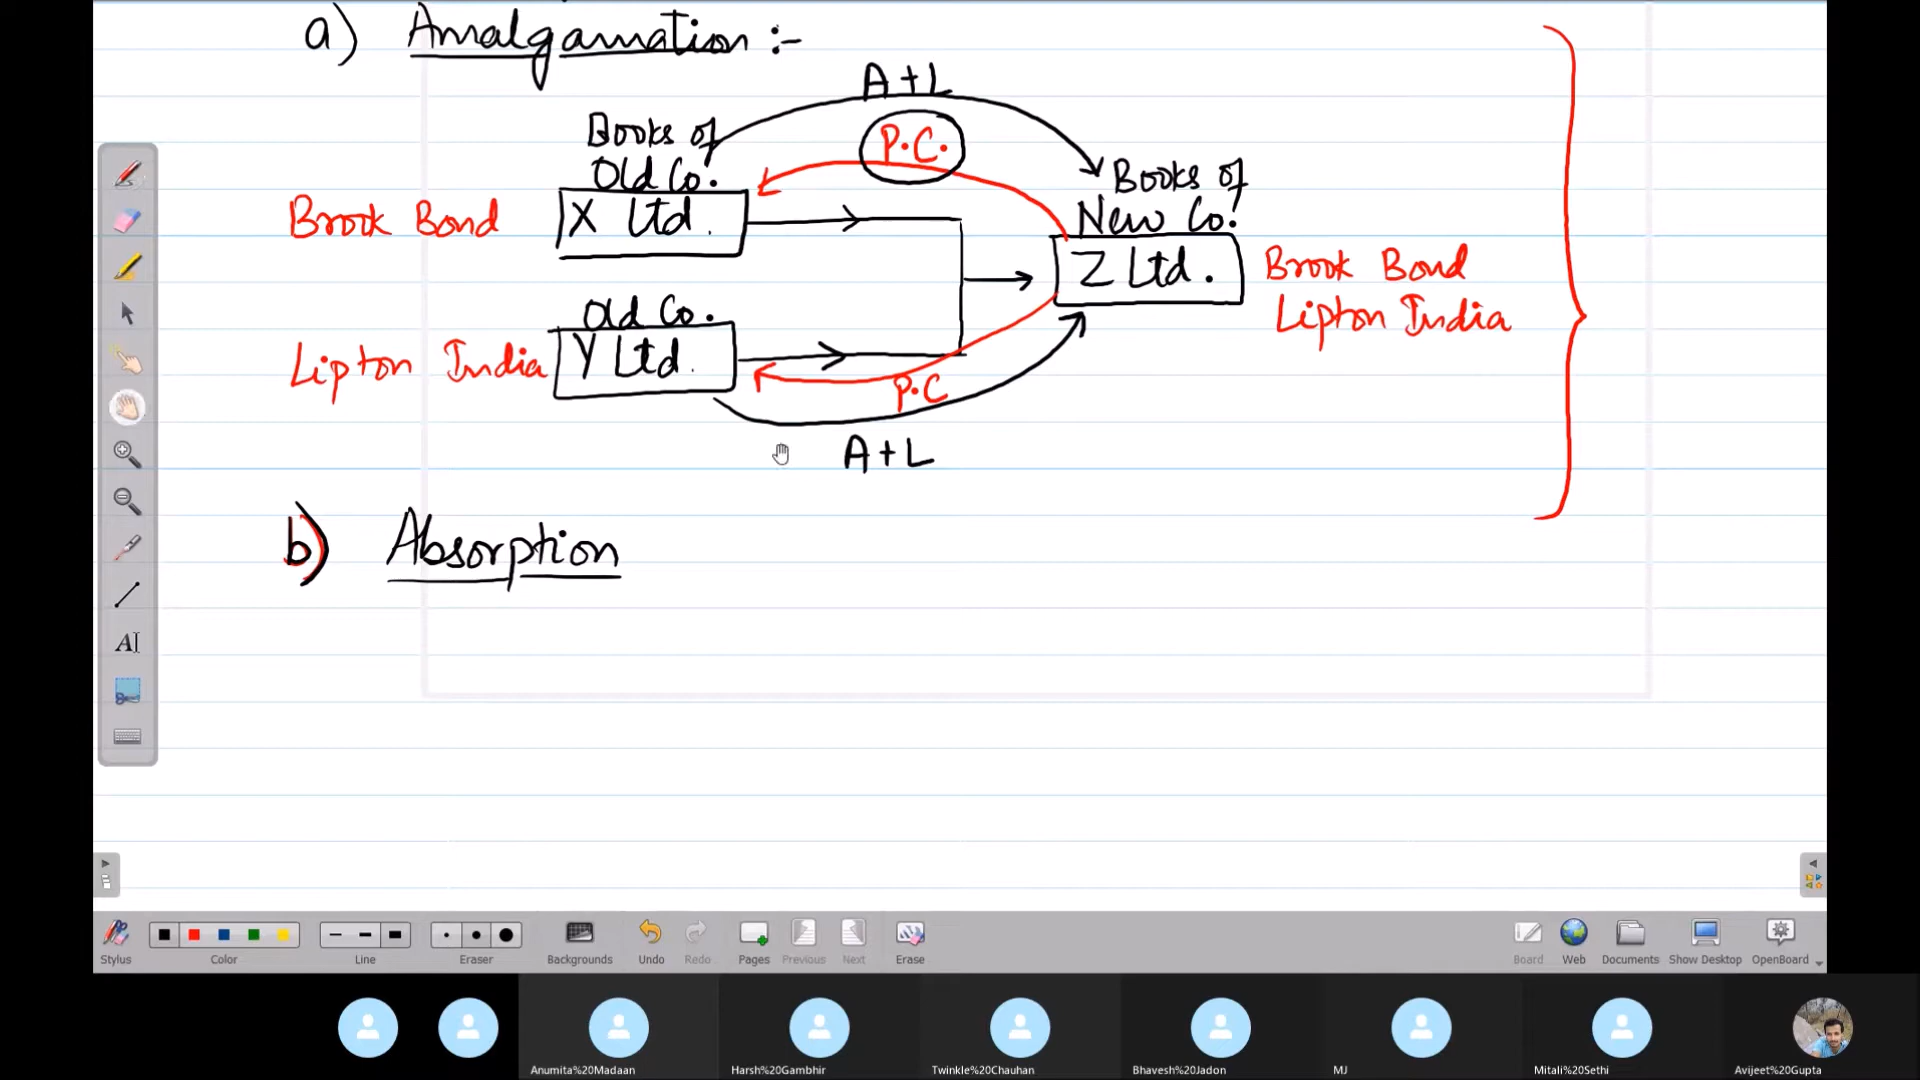 a) Amalgamation :-
A + L
Books of
Old Co.
P.C.
Books of
New Co.
Brook Bond
X Ltd.
Z Ltd.
Brook Bond
Lipton India
Old Co.
Lipton India
Y Ltd.
P.C
A + L
b) Absorption
AI
Stylus
Color
Line
Eraser
Backgrounds
Undo
Redo
Pages
Previous
Next
Erase
Board
Web
Documents
Show Desktop
OpenBoard
Anumita%20Madaan
Harsh%20Gambhir
Twinkle%20Chauhan
Bhavesh%20Jadon
MJ
Mitali%20Sethi
Avijeet%20Gupta